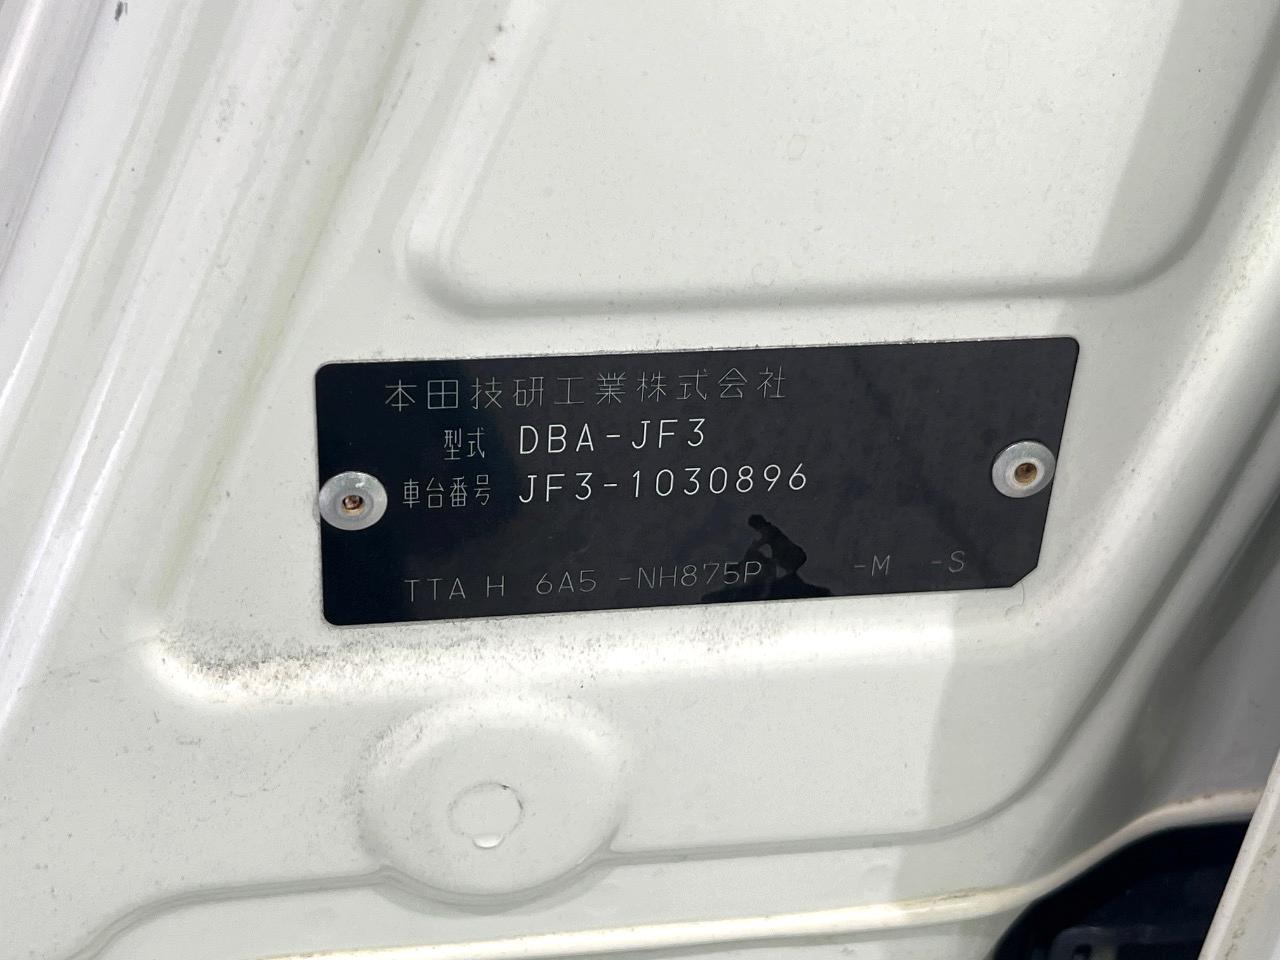 本田技研工業株式会社
型式 DBA-JF3
車台番号 JF3-1030896
TTA H 6A5 -NH875P -M -S